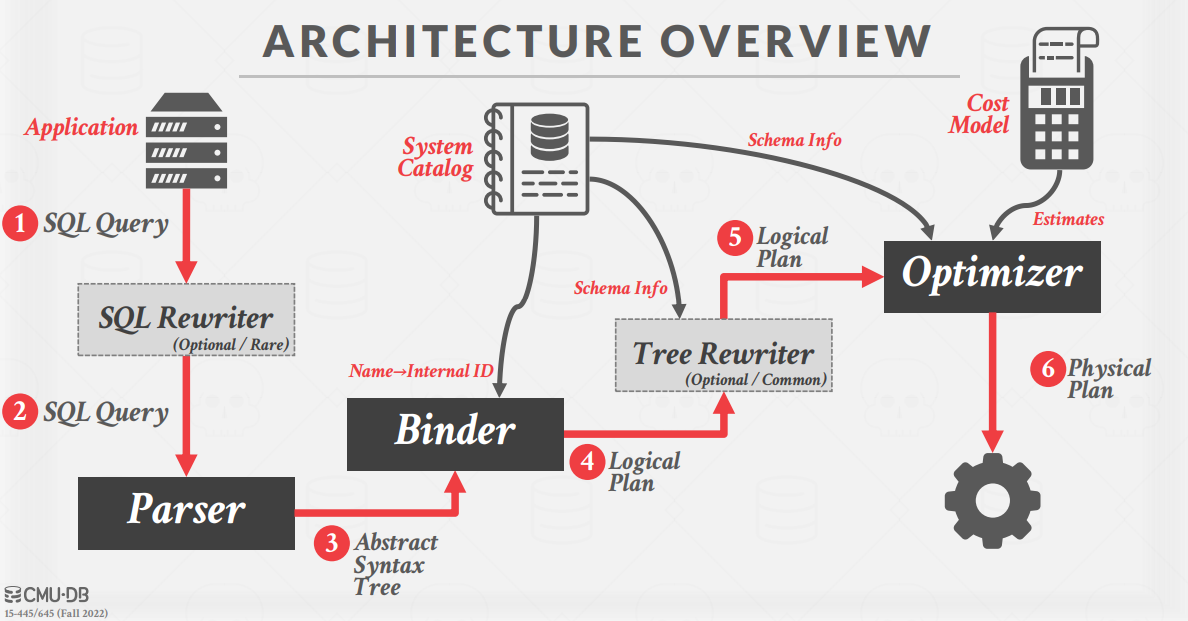 ARCHITECTURE OVERVIEW
Application
1 SQL Query
SQL Rewriter
(Optional / Rare)
2 SQL Query
Parser
3 Abstract
Syntax
Tree
System
Catalog
Name→Internal ID
Binder
4 Logical
Plan
Schema Info
Tree Rewriter
(Optional / Common)
5 Logical
Plan
Schema Info
Cost
Model
Estimates
Optimizer
6 Physical
Plan
CMU·DB
15-445/645 (Fall 2022)